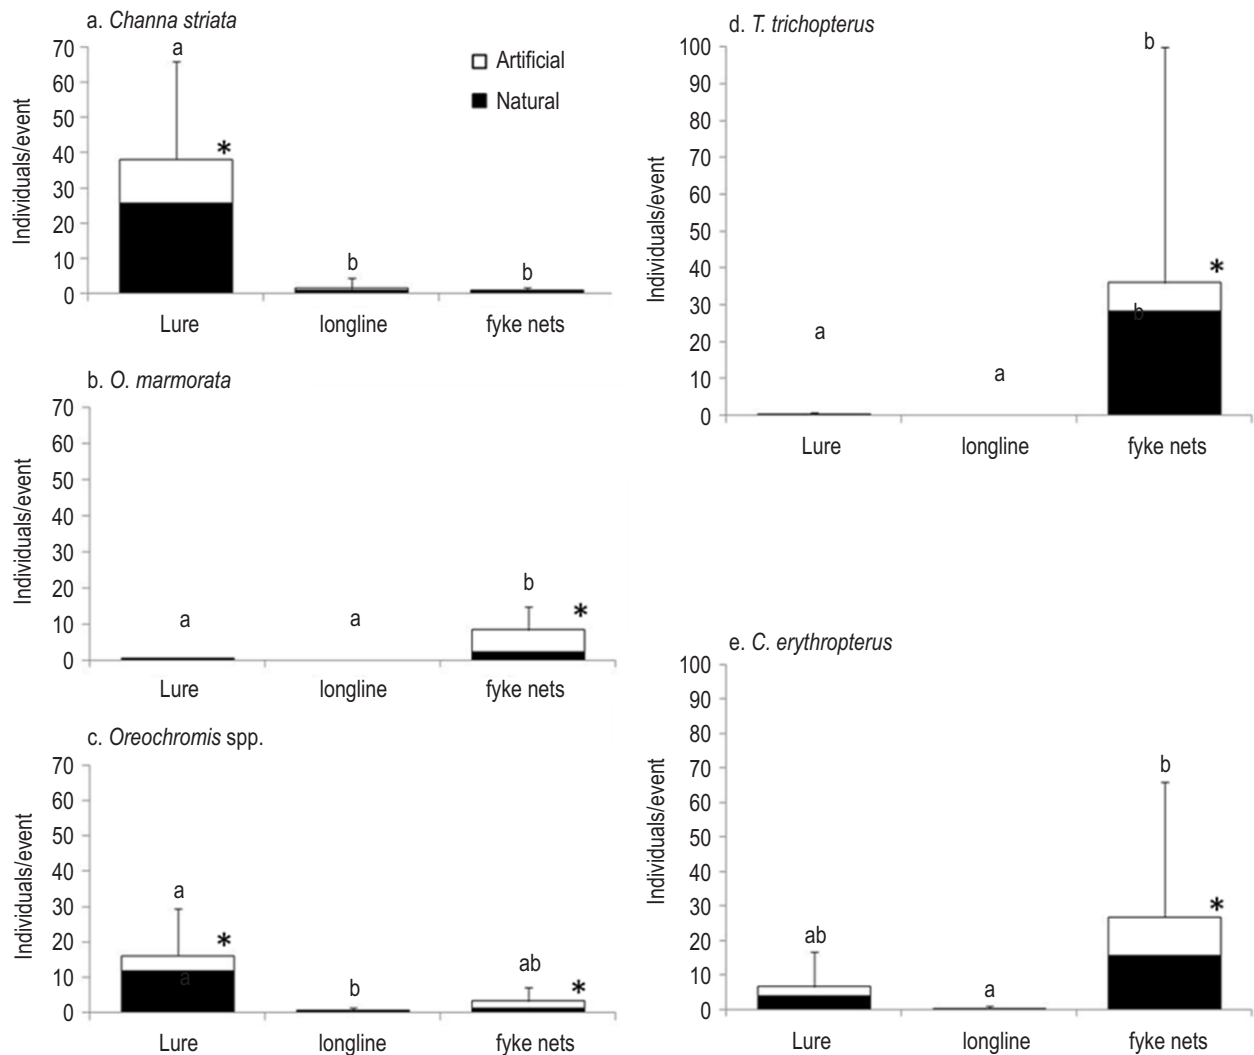 a. Channa striata
70
60
50
40
30
20
10
0
Individuals/event
a
*
b
b
Artificial
Natural
Lure longline fyke nets
b. O. marmorata
70
60
50
40
30
20
10
0
Individuals/event
a
a
b
*
Lure longline fyke nets
c. Oreochromis spp.
70
60
50
40
30
20
10
0
Individuals/event
a
*
a
b
ab
*
Lure longline fyke nets
d. T. trichopterus
100
90
80
70
60
50
40
30
20
10
0
Individuals/event
a
a
b
*
b
Lure longline fyke nets
e. C. erythropterus
100
90
80
70
60
50
40
30
20
10
0
Individuals/event
ab
a
b
*
Lure longline fyke nets